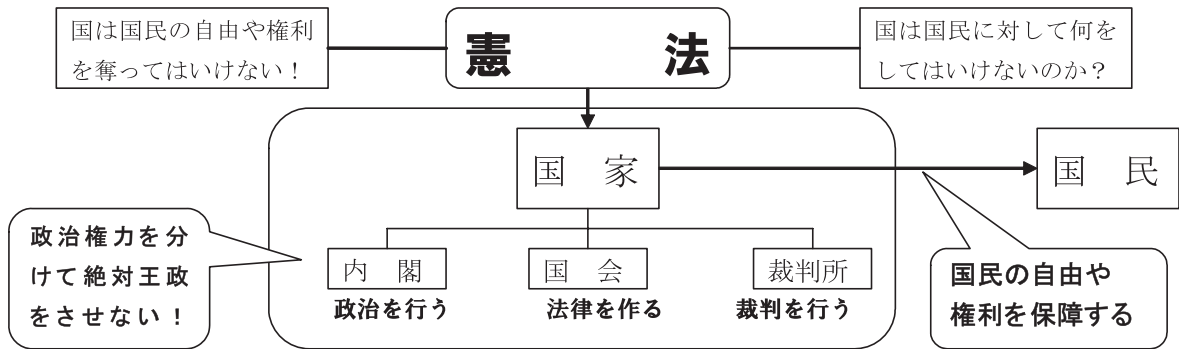 国は国民の自由や権利
を奪ってはいけない！
憲　法
国は国民に対して何を
してはいけないのか？
国　家
国　民
政治権力を分
けて絶対王政
をさせない！
内　閣
国　会
裁判所
政治を行う
法律を作る
裁判を行う
国民の自由や
権利を保障する